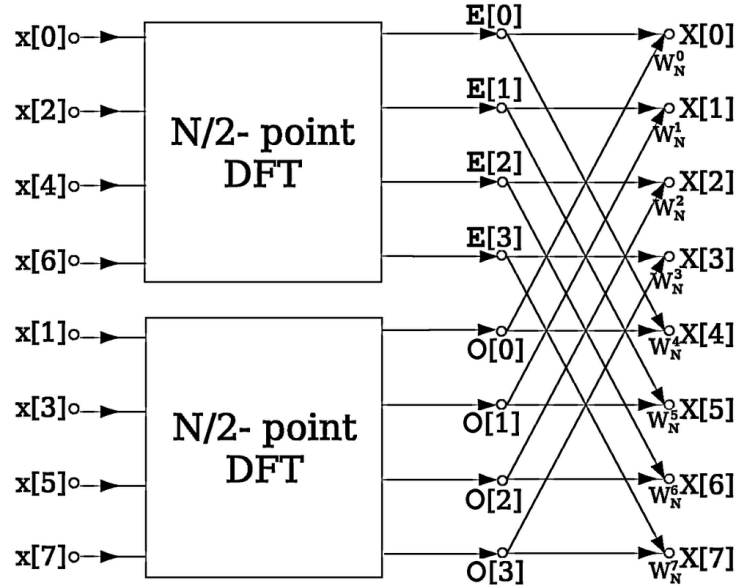 x[0]
x[2]
x[4]
x[6]
N/2- point
DFT
x[1]
x[3]
x[5]
x[7]
N/2- point
DFT
E[0]
E[1]
E[2]
E[3]
O[0]
O[1]
O[2]
O[3]
W_N^0 X[0]
W_N^1 X[1]
W_N^2 X[2]
W_N^3 X[3]
W_N^4 X[4]
W_N^5 X[5]
W_N^6 X[6]
W_N^7 X[7]